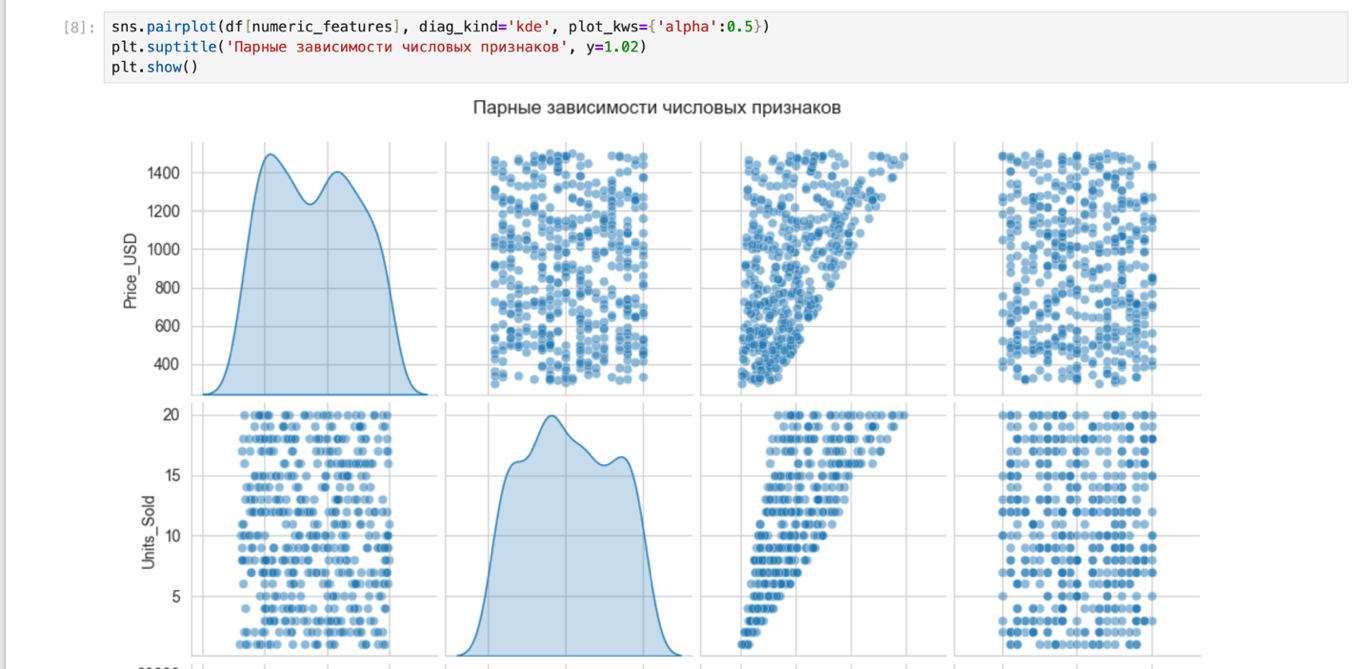 [8]: sns.pairplot(df[numeric_features], diag_kind='kde', plot_kws={'alpha':0.5})
plt.suptitle('Парные зависимости числовых признаков', y=1.02)
plt.show()
Парные зависимости числовых признаков
1400
1200
1000
800
600
400
Price_USD
20
15
10
5
Units_Sold